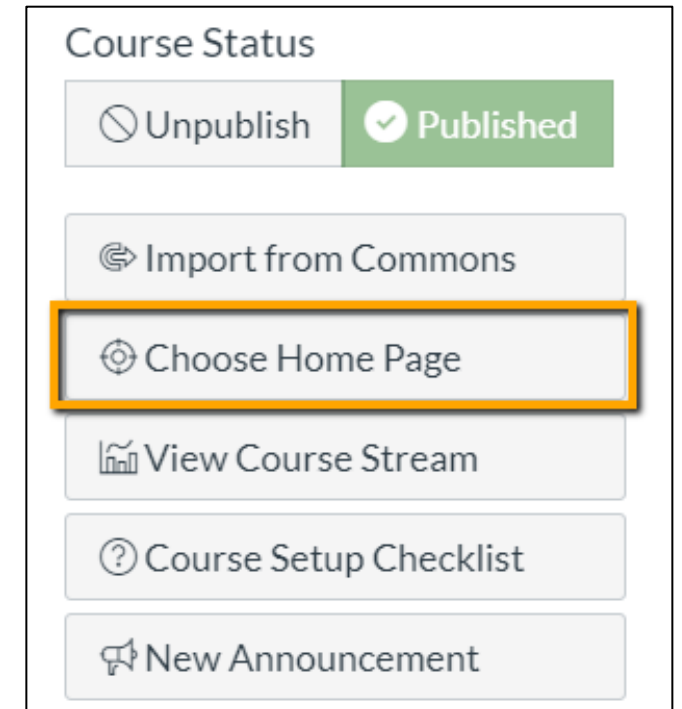 Course Status
Unpublish Published
Import from Commons
Choose Home Page
View Course Stream
Course Setup Checklist
New Announcement